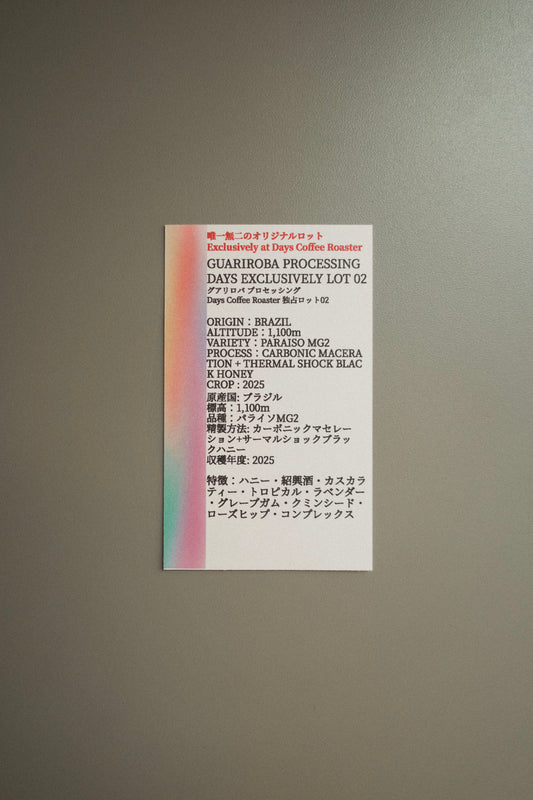 唯一無二のオリジナルロット
Exclusively at Days Coffee Roaster
GUARIROBA PROCESSING
DAYS EXCLUSIVELY LOT 02
グアリロバ プロセッシング
Days Coffee Roaster 独占ロット02
ORIGIN：BRAZIL
ALTITUDE：1,100m
VARIETY：PARAISO MG2
PROCESS：CARBONIC MACERA
TION + THERMAL SHOCK BLAC
K HONEY
CROP : 2025
原産国: ブラジル
標高：1,100m
品種：パライソMG2
精製方法: カーボニックマセレー
ション+サーマルショックブラッ
クハニー
収穫年度: 2025
特徴：ハニー・紹興酒・カスカラ
ティー・トロピカル・ラベンダー
・グレープガム・クミンシード・
ローズヒップ・コンプレックス